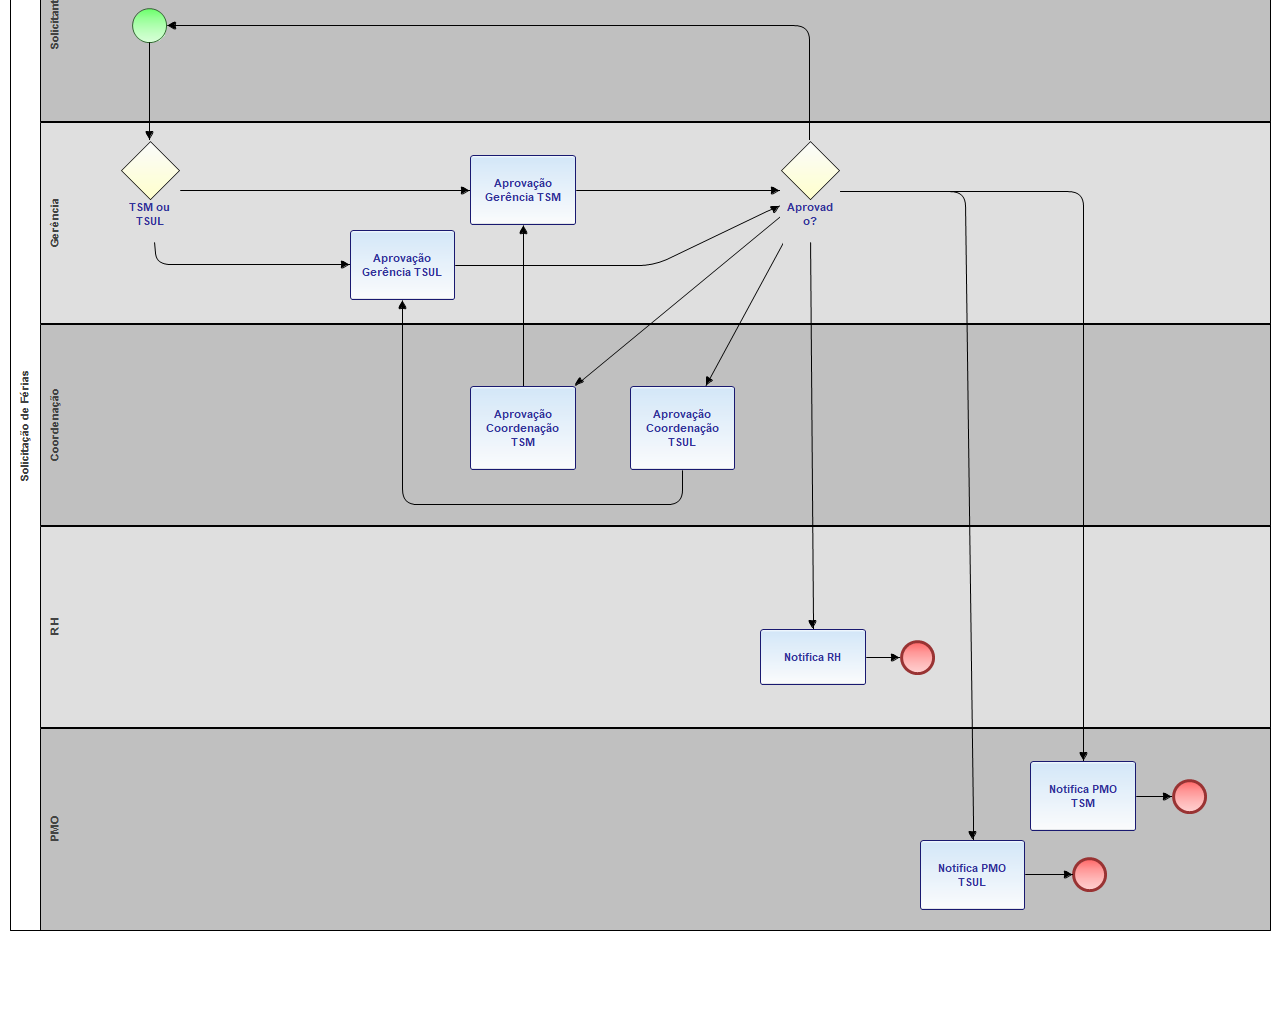 Solicitação de Férias
Solicitant
Gerência
TSM ou
TSUL
Aprovação
Gerência TSM
Aprovação
Gerência TSUL
Aprovad
o?
Coordenação
Aprovação
Coordenação
TSM
Aprovação
Coordenação
TSUL
RH
Notifica RH
PMO
Notifica PMO
TSM
Notifica PMO
TSUL